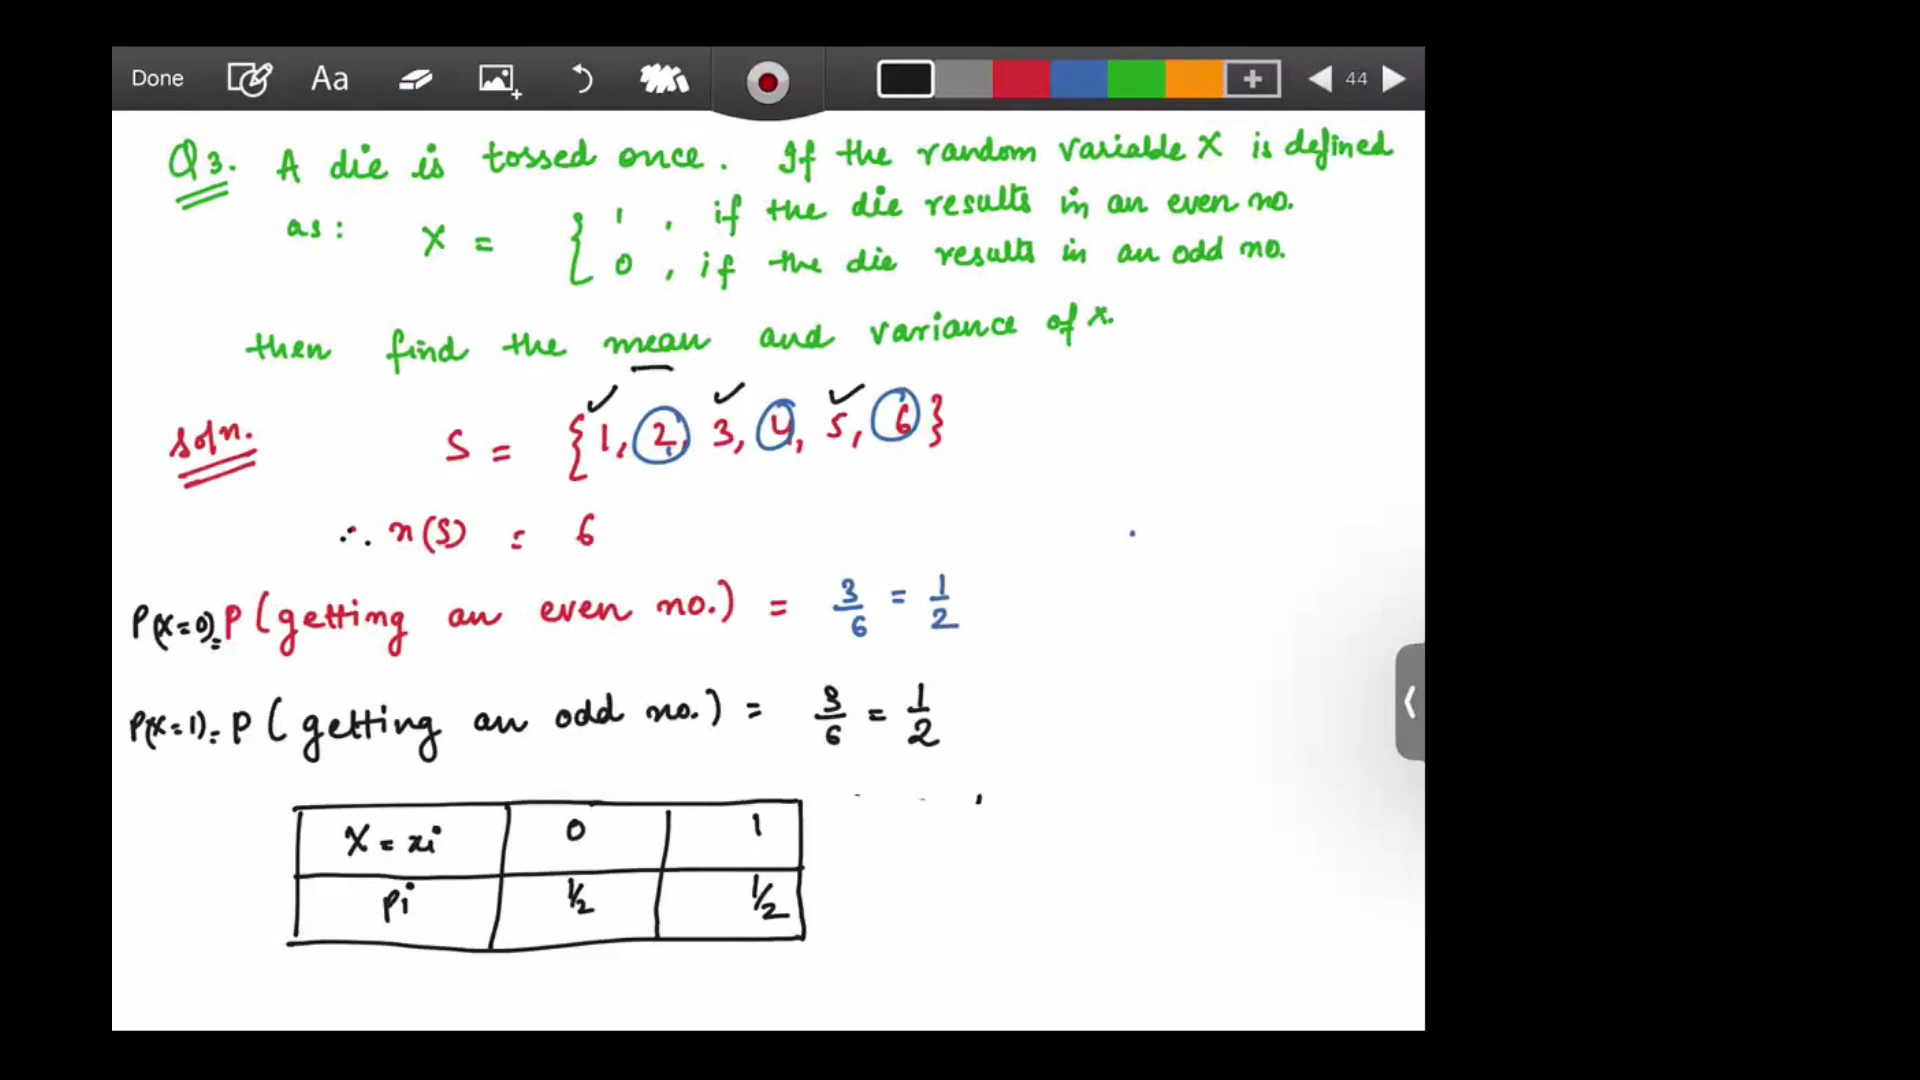 Done Aa 44
Q3. A die is tossed once. If the random variable X is defined
as: X = { 1, if the die results in an even no.
0, if the die results in an odd no.
then find the mean and variance of x.
Soln. S = {1, 2, 3, 4, 5, 6}
∴ n(S) = 6
P(X=0) = P(getting an even no.) = 3/6 = 1/2
P(X=1) = P(getting an odd no.) = 3/6 = 1/2
X = xi 0 1
Pi 1/2 1/2